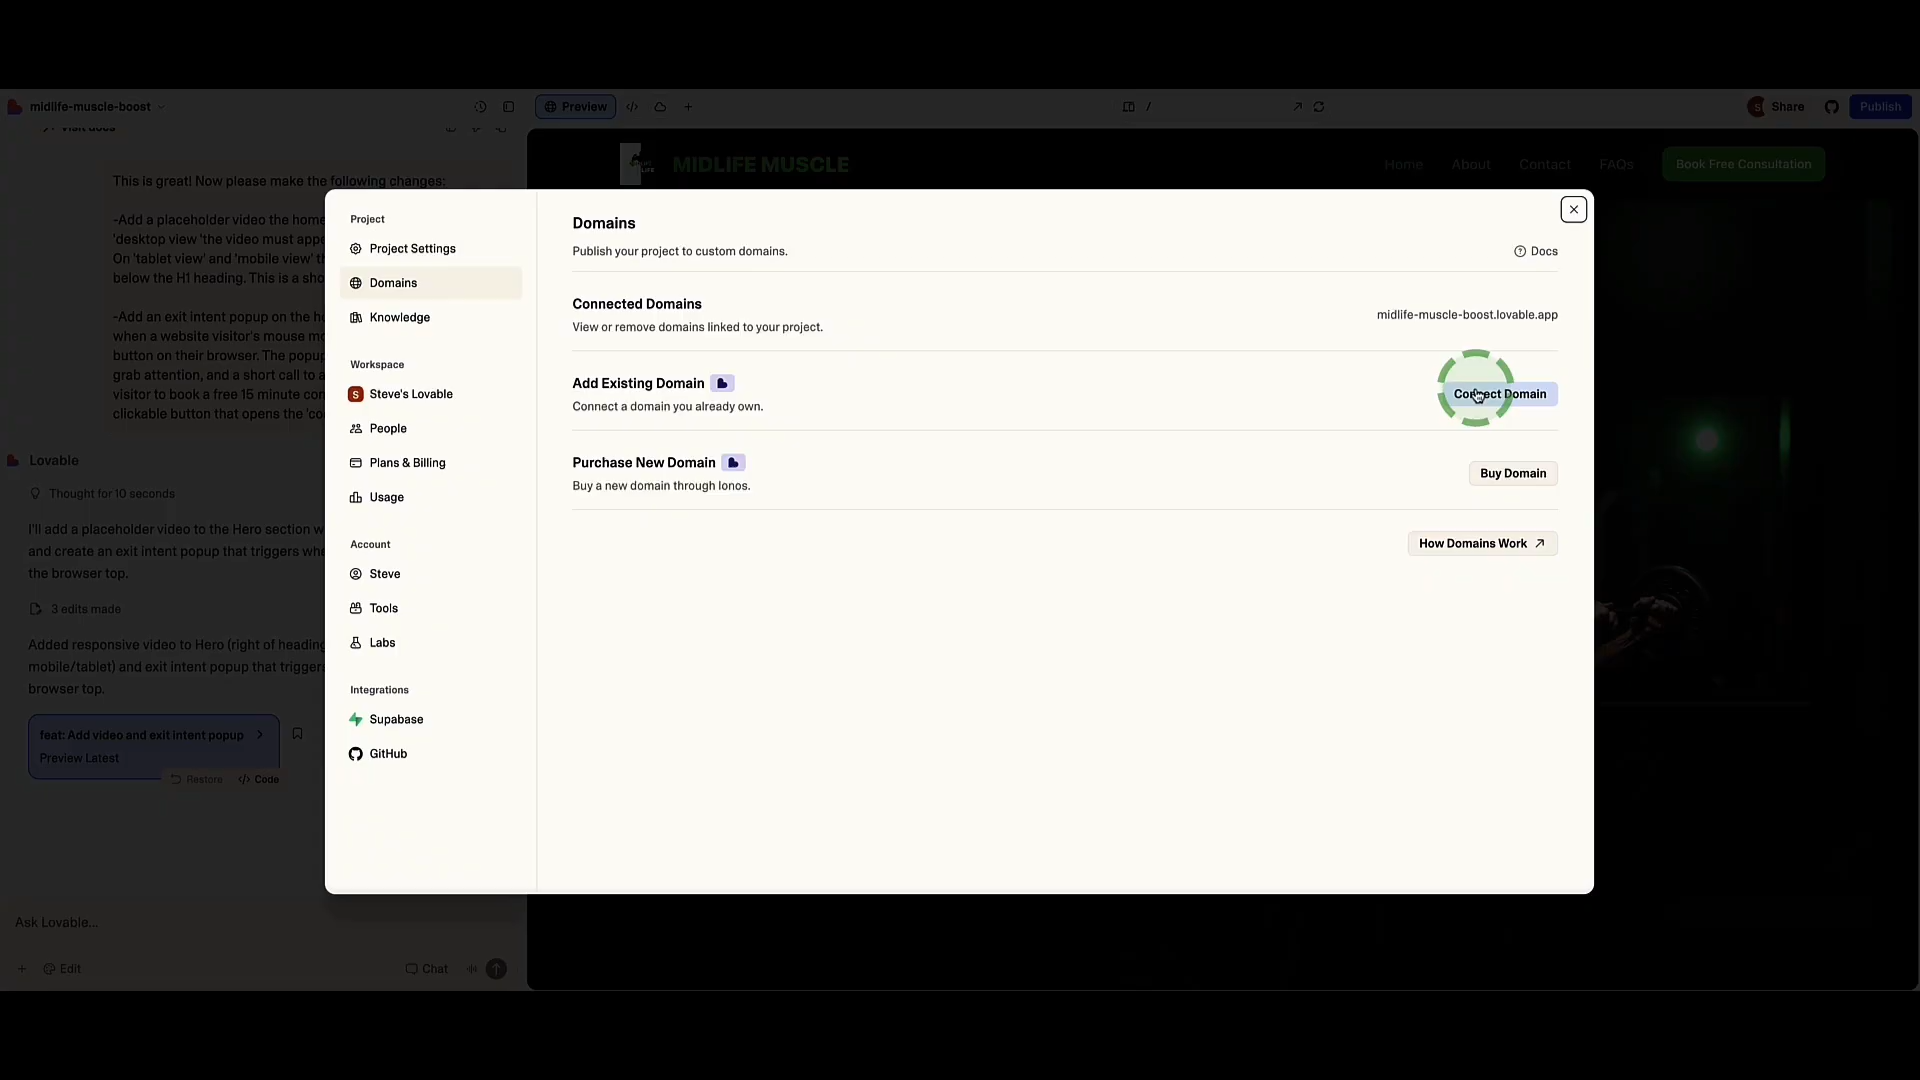 midlife-muscle-boost
Preview
/
S Share
Publish
Visit docs
This is great! Now please make the following changes:
-Add a placeholder video the home
'desktop view 'the video must appe
On 'tablet view' and 'mobile view' th
below the H1 heading. This is a sho
-Add an exit intent popup on the h
when a website visitor's mouse m
button on their browser. The popup
grab attention, and a short call to a
visitor to book a free 15 minute con
clickable button that opens the 'co
Lovable
Thought for 10 seconds
I'll add a placeholder video to the Hero section w
and create an exit intent popup that triggers whe
the browser top.
3 edits made
Added responsive video to Hero (right of heading
mobile/tablet) and exit intent popup that triggers
browser top.
feat: Add video and exit intent popup
Preview Latest
Restore
Code
Ask Lovable...
Edit
Chat
MIDLIFE MUSCLE
Home
About
Contact
FAQs
Book Free Consultation
Project
Project Settings
Domains
Knowledge
Workspace
S Steve's Lovable
People
Plans & Billing
Usage
Account
Steve
Tools
Labs
Integrations
Supabase
GitHub
Domains
Publish your project to custom domains.
Docs
Connected Domains
View or remove domains linked to your project.
midlife-muscle-boost.lovable.app
Add Existing Domain
Connect a domain you already own.
Connect Domain
Purchase New Domain
Buy a new domain through Ionos.
Buy Domain
How Domains Work